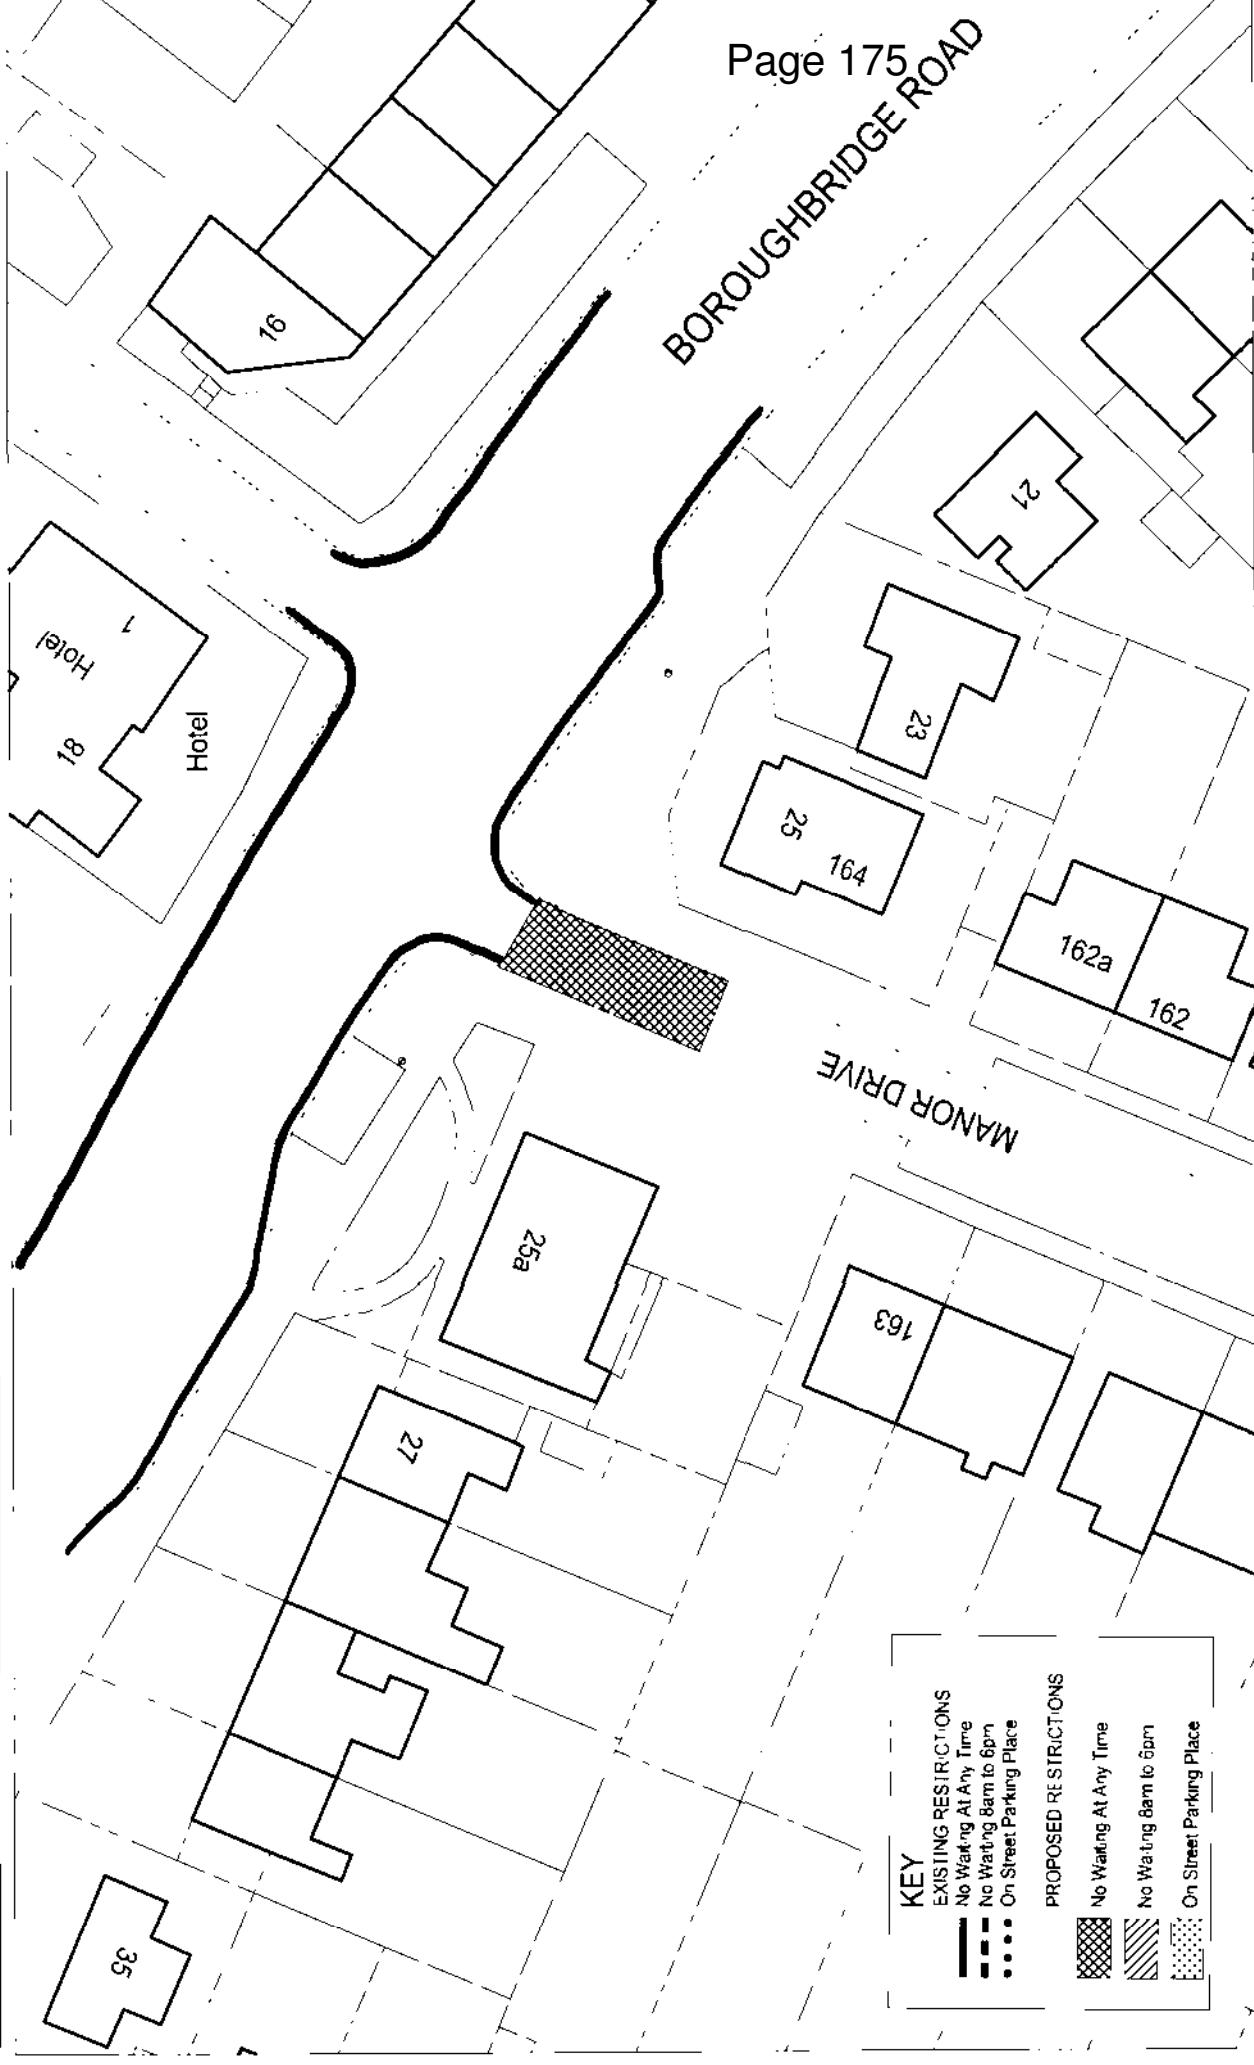 Page 175
BOROUGHBRIDGE ROAD
16
Hotel
1
18
Hotel
21
23
25
164
162a
162
MANOR DRIVE
25a
163
27
35
KEY
EXISTING RESTRICTIONS
No Waiting At Any Time
No Waiting 8am to 6pm
On Street Parking Place
PROPOSED RESTRICTIONS
No Waiting At Any Time
No Waiting 8am to 6pm
On Street Parking Place